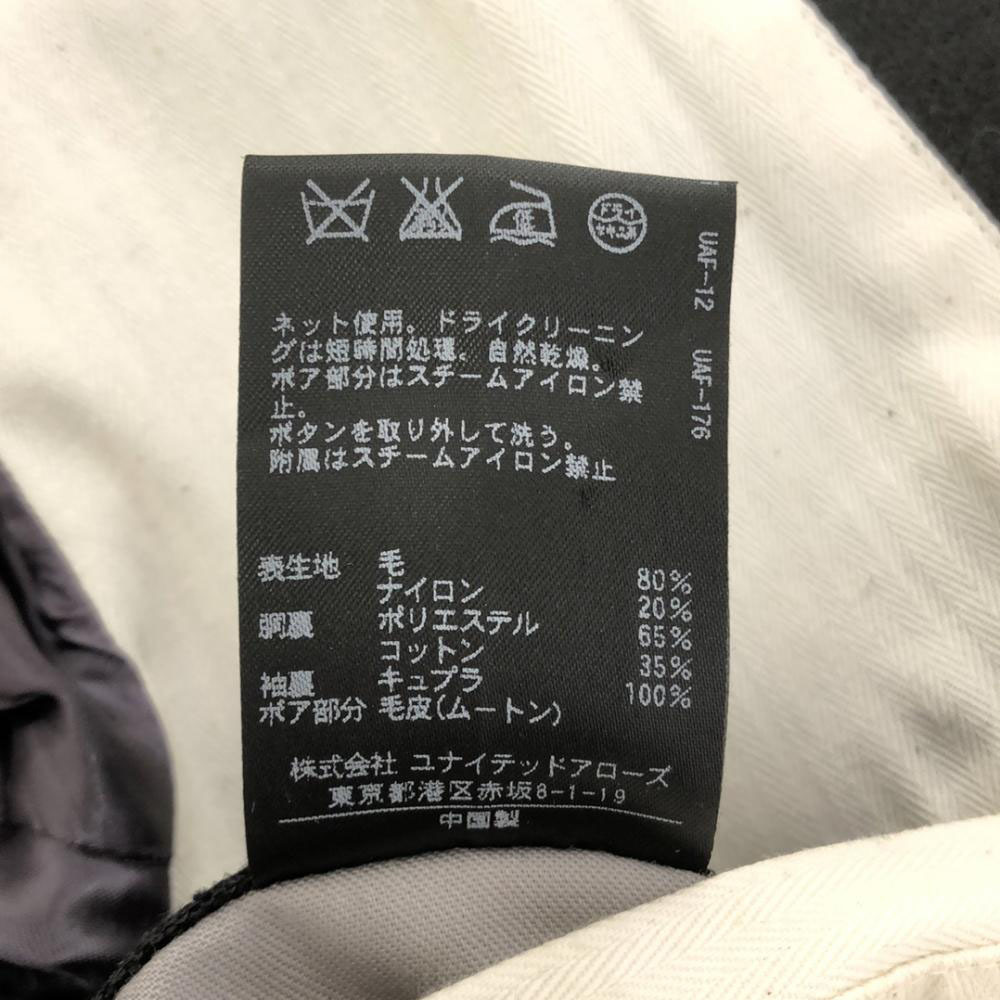 低
ドライ
セキユ系
UAF-12 UAF-176
ネット使用。ドライクリーニン
グは短時間処理。自然乾燥。
ボア部分はスチームアイロン禁
止。
ボタンを取り外して洗う。
附属はスチームアイロン禁止
表生地 毛 80%
ナイロン 20%
胴裏 ポリエステル 65%
コットン 35%
袖裏 キュプラ 100%
ボア部分 毛皮(ムートン)
株式会社 ユナイテッドアローズ
東京都港区赤坂8-1-19
中国製